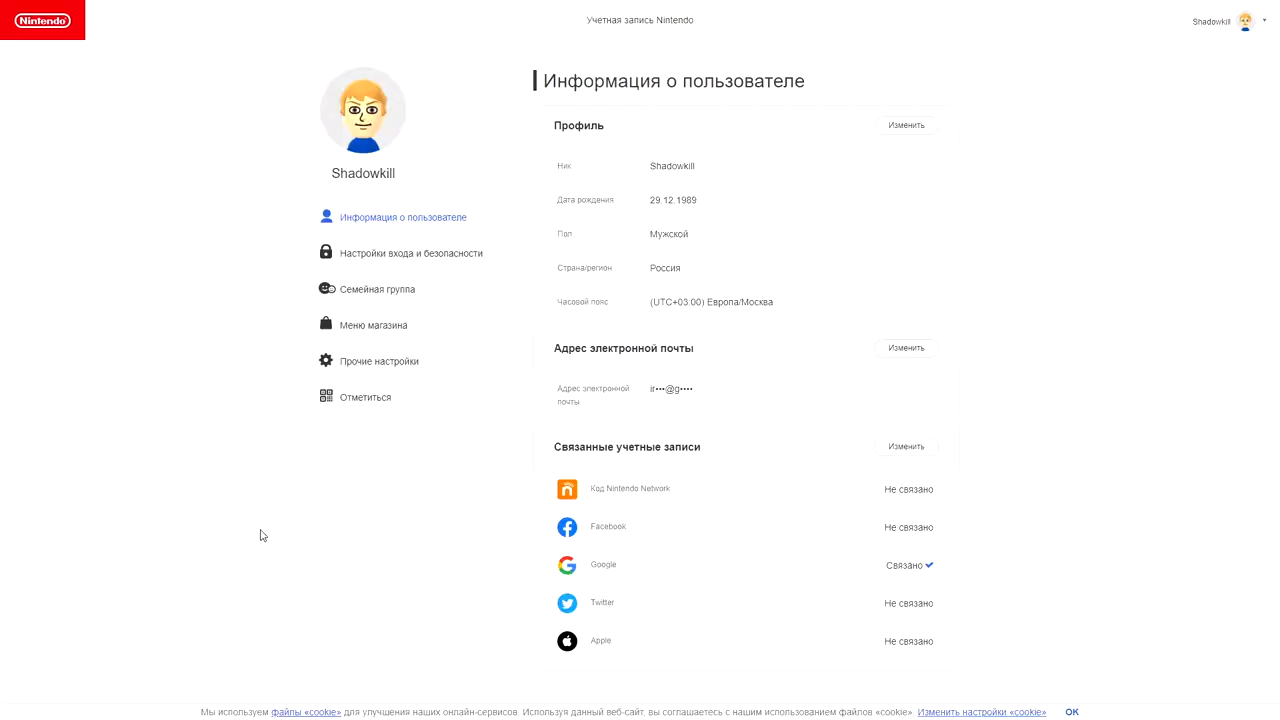 Nintendo
Учетная запись Nintendo
Shadowkill
Shadowkill
Информация о пользователе
Настройки входа и безопасности
Семейная группа
Меню магазина
Прочие настройки
Отметиться
Информация о пользователе
Профиль
Изменить
Ник
Shadowkill
Дата рождения
29.12.1989
Пол
Мужской
Страна/регион
Россия
Часовой пояс
(UTC+03:00) Европа/Москва
Адрес электронной почты
Изменить
Адрес электронной
почты
ir•••@g••••
Связанные учетные записи
Изменить
Код Nintendo Network
Не связано
Facebook
Не связано
Google
Связано
Twitter
Не связано
Apple
Не связано
Мы используем файлы «cookie» для улучшения наших онлайн-сервисов. Используя данный веб-сайт, вы соглашаетесь с нашим использованием файлов «cookie». Изменить настройки «cookie» OK